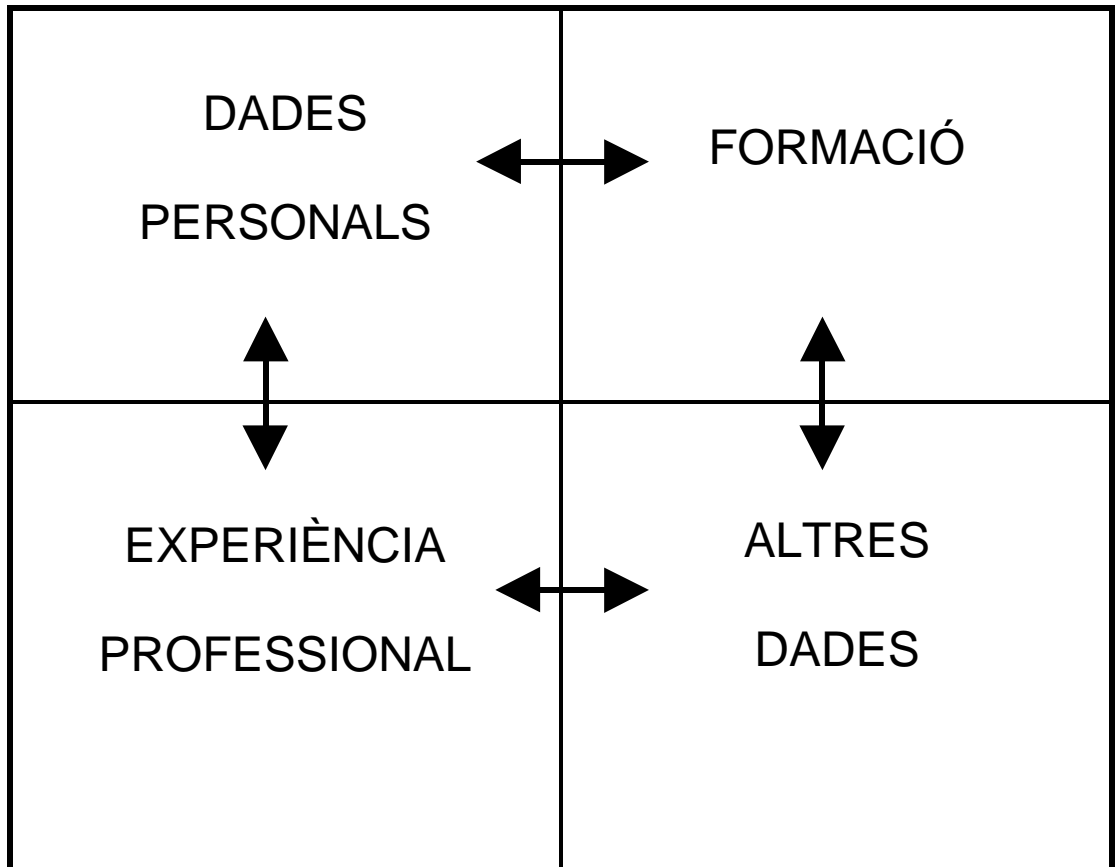 DADES
PERSONALS
FORMACIÓ
EXPERIÈNCIA
PROFESSIONAL
ALTRES
DADES